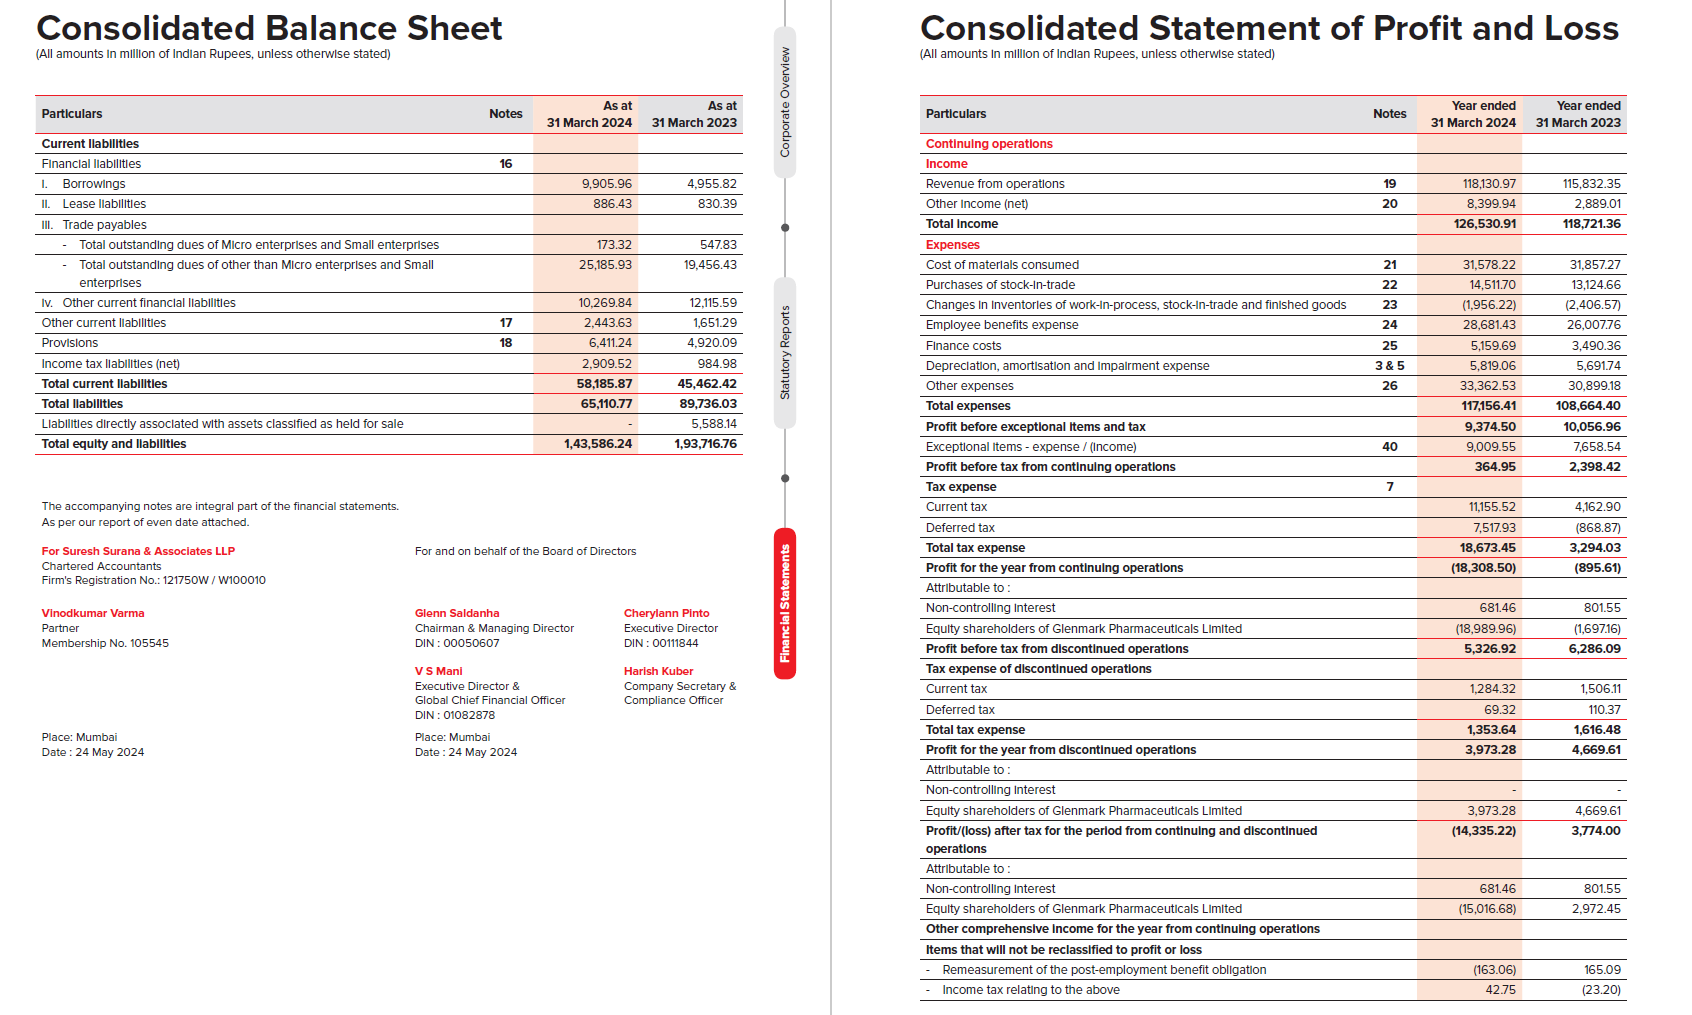 Consolidated Balance Sheet
(All amounts in million of Indian Rupees, unless otherwise stated)
Particulars Notes As at 31 March 2024 As at 31 March 2023
Current liabilities
Financial liabilities 16
i. Borrowings 9,905.96 4,955.82
ii. Lease liabilities 886.43 830.39
iii. Trade payables
- Total outstanding dues of Micro enterprises and Small enterprises 173.32 547.83
- Total outstanding dues of other than Micro enterprises and Small 25,185.93 19,456.43
enterprises
iv. Other current financial liabilities 10,269.84 12,115.59
Other current liabilities 17 2,443.63 1,651.29
Provisions 18 6,411.24 4,920.09
Income tax liabilities (net) 2,909.52 984.98
Total current liabilities 58,185.87 45,462.42
Total liabilities 65,110.77 89,736.03
Liabilities directly associated with assets classified as held for sale - 5,588.14
Total equity and liabilities 1,43,586.24 1,93,716.76
The accompanying notes are integral part of the financial statements.
As per our report of even date attached.
For Suresh Surana & Associates LLP
Chartered Accountants
Firm's Registration No.: 121750W / W100010
For and on behalf of the Board of Directors
Vinodkumar Varma
Partner
Membership No. 105545
Glenn Saldanha
Chairman & Managing Director
DIN : 00050607
Cherylann Pinto
Executive Director
DIN : 00111844
V S Mani
Executive Director &
Global Chief Financial Officer
DIN : 01082878
Harish Kuber
Company Secretary &
Compliance Officer
Place: Mumbai
Date : 24 May 2024
Place: Mumbai
Date : 24 May 2024
Corporate Overview
Statutory Reports
Financial Statements
Consolidated Statement of Profit and Loss
(All amounts in million of Indian Rupees, unless otherwise stated)
Particulars Notes Year ended 31 March 2024 Year ended 31 March 2023
Continuing operations
Income
Revenue from operations 19 118,130.97 115,832.35
Other Income (net) 20 8,399.94 2,889.01
Total Income 126,530.91 118,721.36
Expenses
Cost of materials consumed 21 31,578.22 31,857.27
Purchases of stock-in-trade 22 14,511.70 13,124.66
Changes in inventories of work-in-process, stock-in-trade and finished goods 23 (1,956.22) (2,406.57)
Employee benefits expense 24 28,681.43 26,007.76
Finance costs 25 5,159.69 3,490.36
Depreciation, amortisation and impairment expense 3 & 5 5,819.06 5,691.74
Other expenses 26 33,362.53 30,899.18
Total expenses 117,156.41 108,664.40
Profit before exceptional items and tax 9,374.50 10,056.96
Exceptional items - expense / (income) 40 9,009.55 7,658.54
Profit before tax from continuing operations 364.95 2,398.42
Tax expense 7
Current tax 11,155.52 4,162.90
Deferred tax 7,517.93 (868.87)
Total tax expense 18,673.45 3,294.03
Profit for the year from continuing operations (18,308.50) (895.61)
Attributable to :
Non-controlling interest 681.46 801.55
Equity shareholders of Glenmark Pharmaceuticals Limited (18,989.96) (1,697.16)
Profit before tax from discontinued operations 5,326.92 6,286.09
Tax expense of discontinued operations
Current tax 1,284.32 1,506.11
Deferred tax 69.32 110.37
Total tax expense 1,353.64 1,616.48
Profit for the year from discontinued operations 3,973.28 4,669.61
Attributable to :
Non-controlling interest - -
Equity shareholders of Glenmark Pharmaceuticals Limited 3,973.28 4,669.61
Profit/(loss) after tax for the period from continuing and discontinued (14,335.22) 3,774.00
operations
Attributable to :
Non-controlling interest 681.46 801.55
Equity shareholders of Glenmark Pharmaceuticals Limited (15,016.68) 2,972.45
Other comprehensive income for the year from continuing operations
Items that will not be reclassified to profit or loss
- Remeasurement of the post-employment benefit obligation (163.06) 165.09
- Income tax relating to the above 42.75 (23.20)